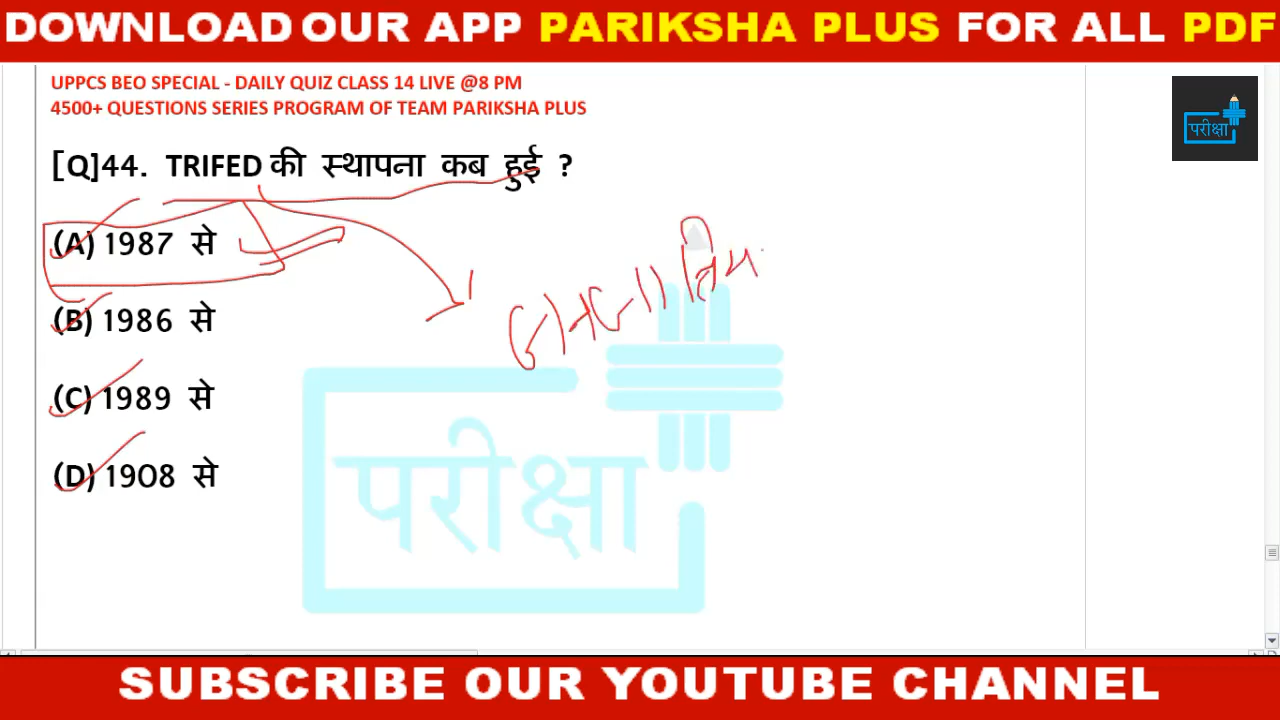 DOWNLOAD OUR APP PARIKSHA PLUS FOR ALL PDF
UPPCS BEO SPECIAL - DAILY QUIZ CLASS 14 LIVE @8 PM
4500+ QUESTIONS SERIES PROGRAM OF TEAM PARIKSHA PLUS
परीक्षा
[Q]44. TRIFED की स्थापना कब हुई ?
(A) 1987 से
(B) 1986 से
(C) 1989 से
(D) 1908 से
परीक्षा
SUBSCRIBE OUR YOUTUBE CHANNEL